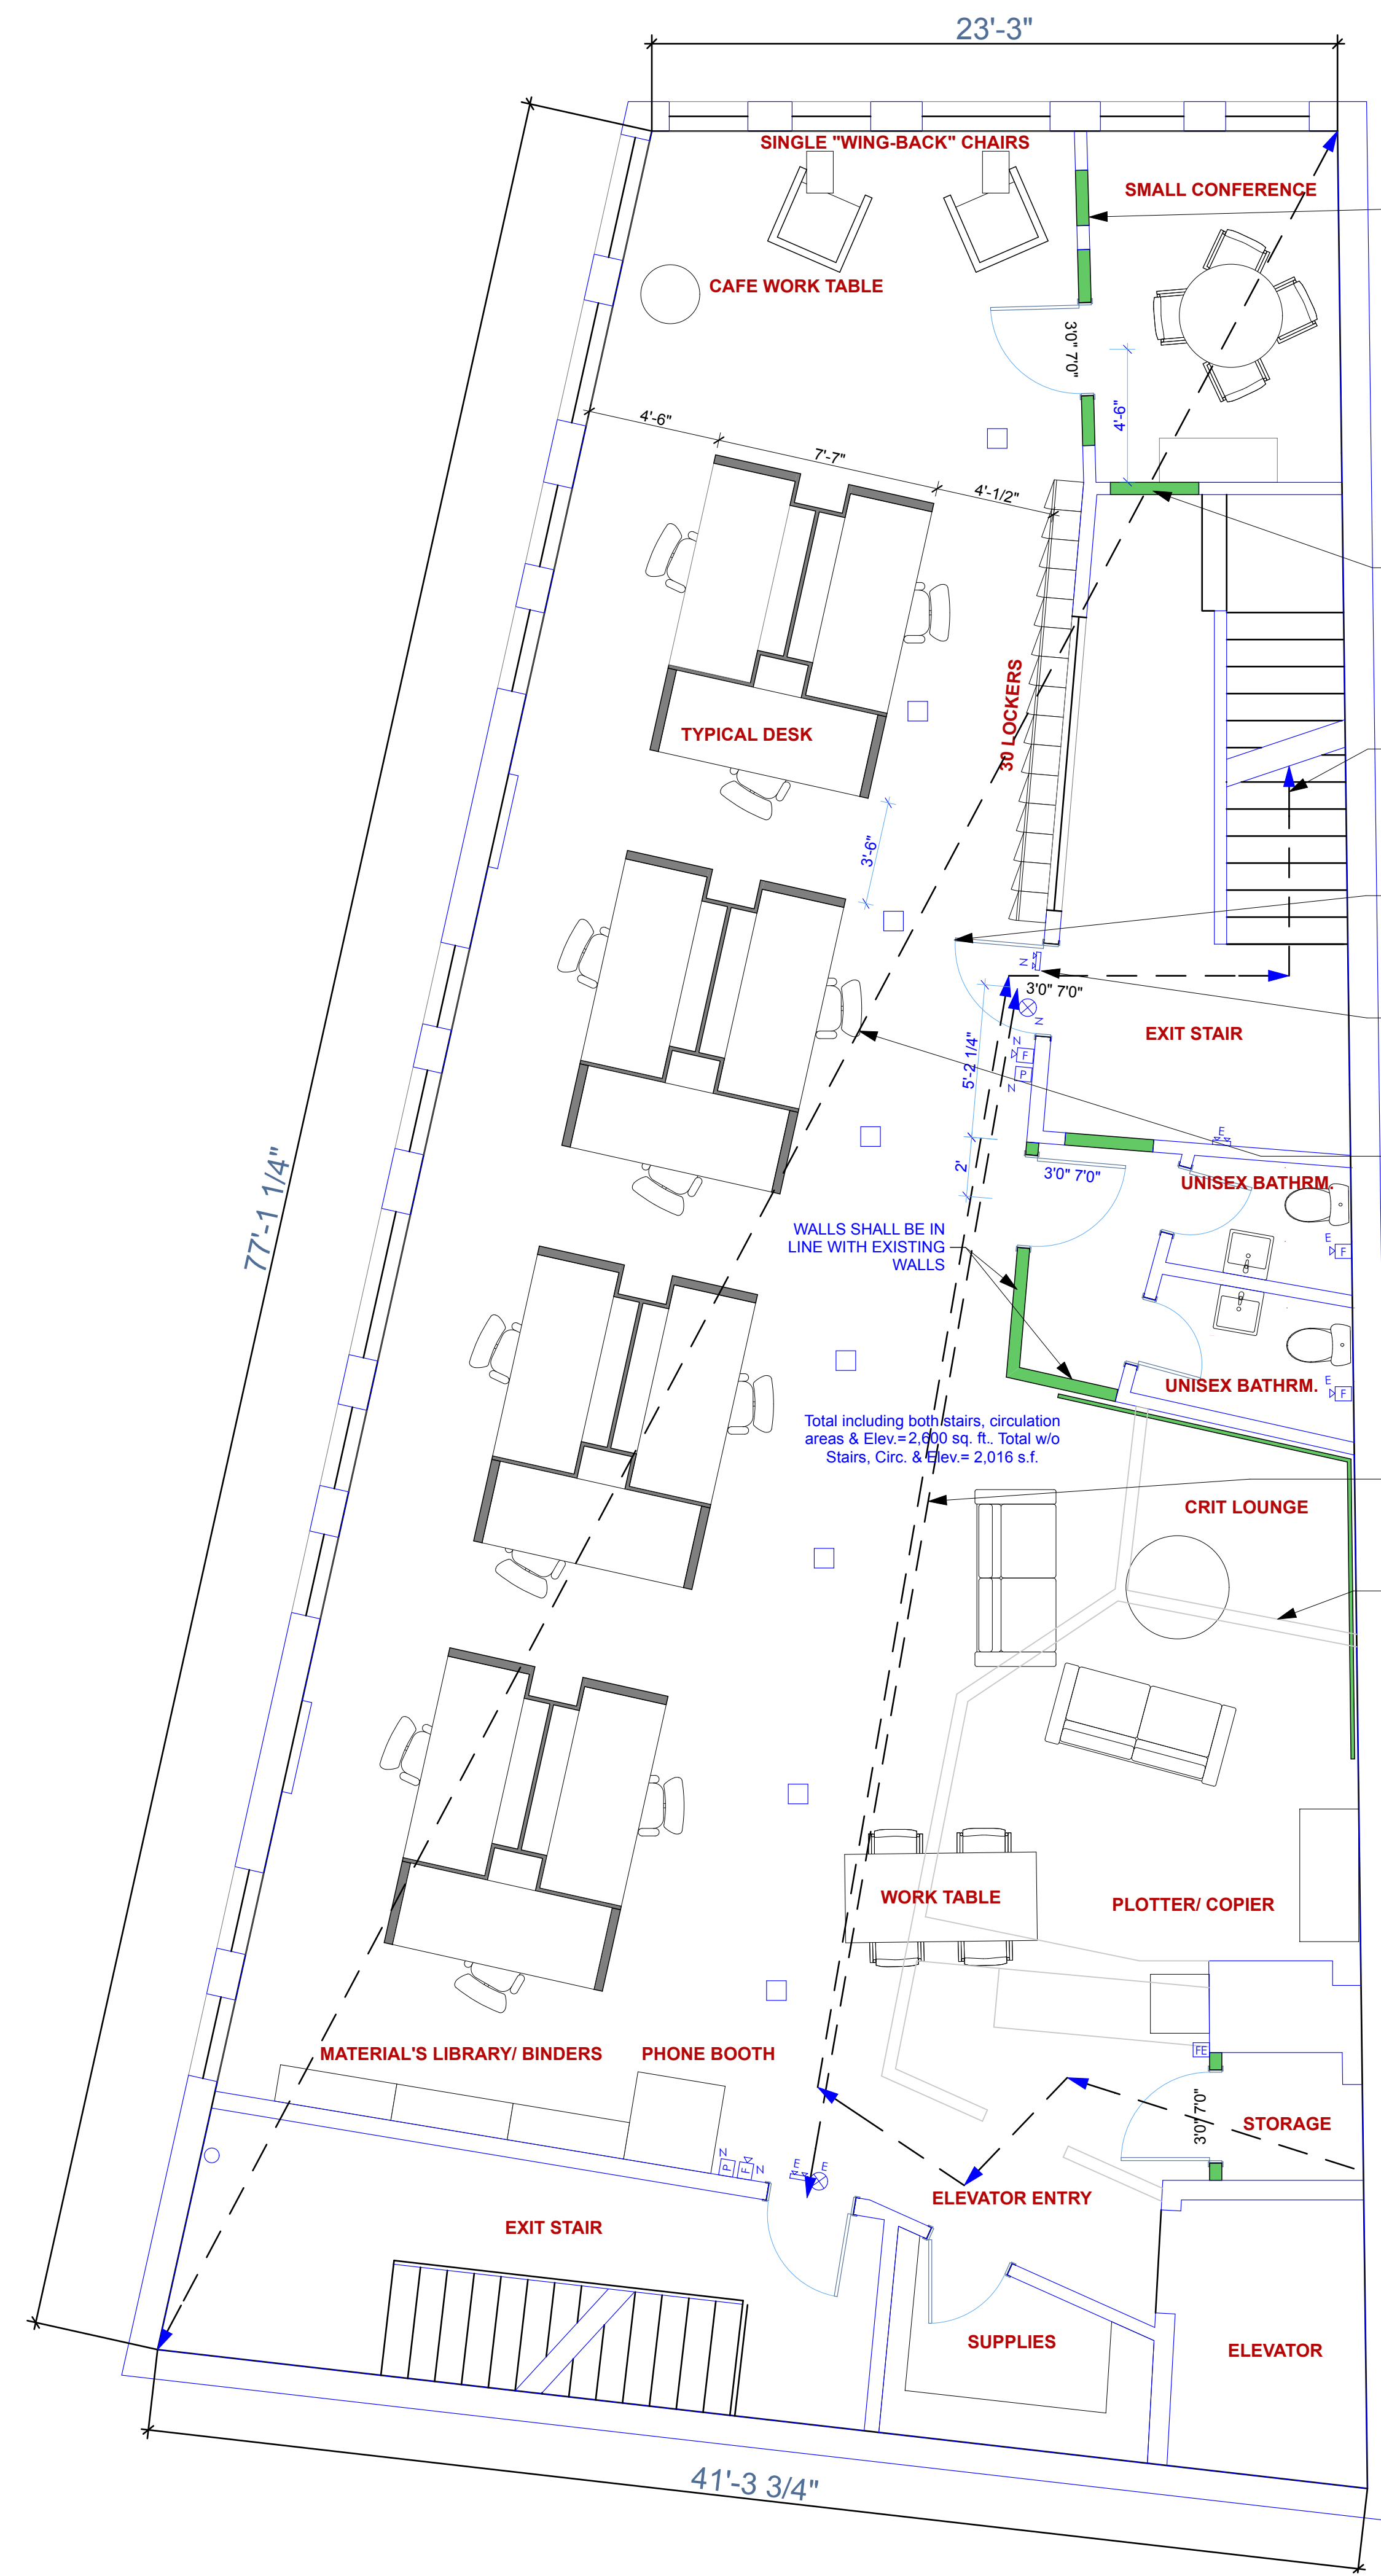 23'-3"
SINGLE "WING-BACK" CHAIRS
SMALL CONFERENCE
CAFE WORK TABLE
3'0" 7'0"
4'-6"
4'-6"
7'-7"
4'-1/2"
30 LOCKERS
TYPICAL DESK
3'-6"
N
3'0" 7'0"
N
EXIT STAIR
5'-2 1/4"
N
F
P
N
E
2'
3'0" 7'0"
UNISEX BATHRM.
77'-1 1/4"
WALLS SHALL BE IN
LINE WITH EXISTING
WALLS
E
F
UNISEX BATHRM.
E
F
Total including both stairs, circulation
areas & Elev.=2,600 sq. ft.. Total w/o
Stairs, Circ. & Elev.= 2,016 s.f.
CRIT LOUNGE
WORK TABLE
PLOTTER/ COPIER
MATERIAL'S LIBRARY/ BINDERS
PHONE BOOTH
FE
3'0" 7'0"
STORAGE
N
P
F
N
E
E
ELEVATOR ENTRY
EXIT STAIR
SUPPLIES
ELEVATOR
41'-3 3/4"